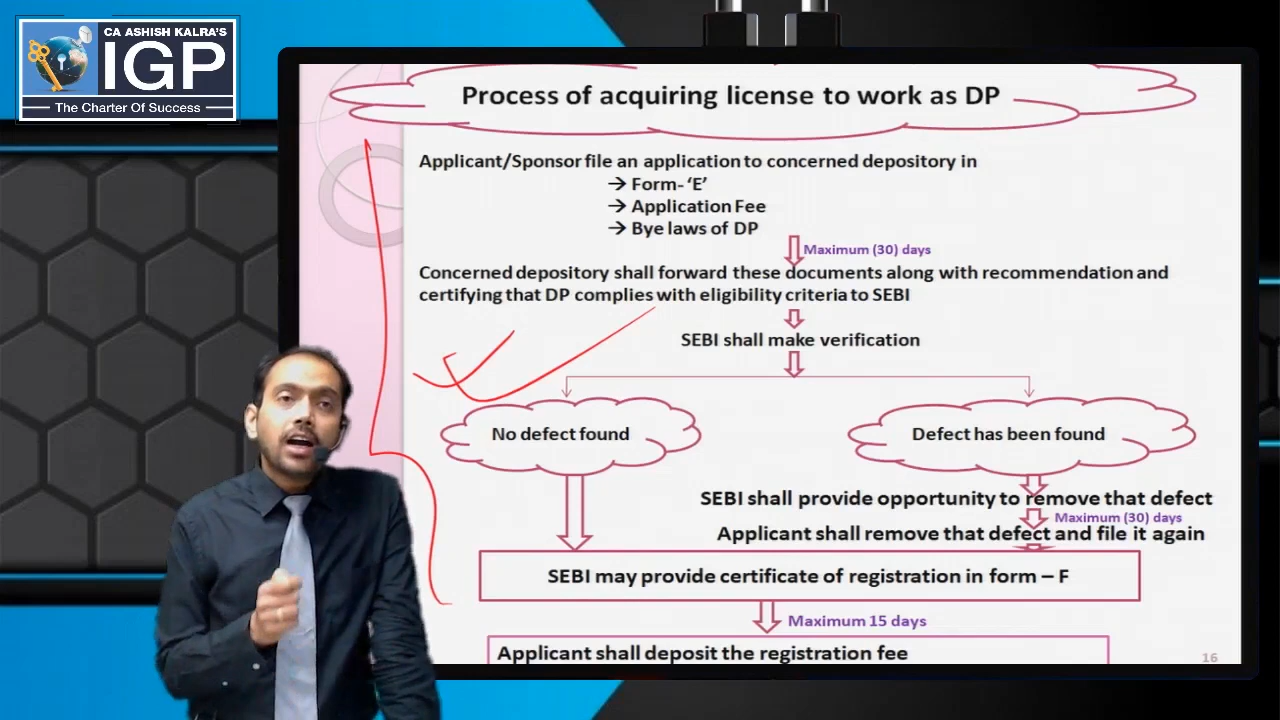 CA ASHISH KALRA'S
IGP
The Charter Of Success
Process of acquiring license to work as DP
Applicant/Sponsor file an application to concerned depository in
→ Form- ‘E’
→ Application Fee
→ Bye laws of DP
Maximum (30) days
Concerned depository shall forward these documents along with recommendation and
certifying that DP complies with eligibility criteria to SEBI
SEBI shall make verification
No defect found
Defect has been found
SEBI shall provide opportunity to remove that defect
Maximum (30) days
Applicant shall remove that defect and file it again
SEBI may provide certificate of registration in form – F
Maximum 15 days
Applicant shall deposit the registration fee
16